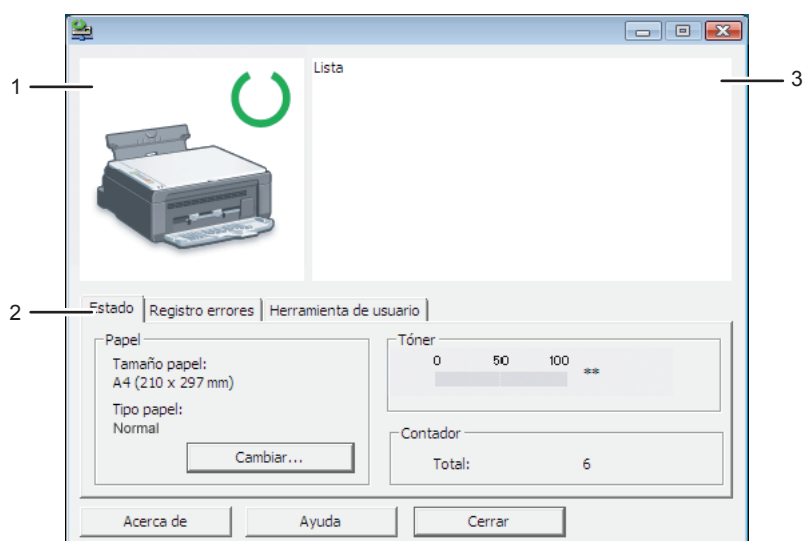 1
Lista
3
2
Estado
Registro errores
Herramienta de usuario
Papel
Tamaño papel:
A4 (210 x 297 mm)
Tipo papel:
Normal
Cambiar...
Tóner
0 50 100
**
Contador
Total: 6
Acerca de
Ayuda
Cerrar